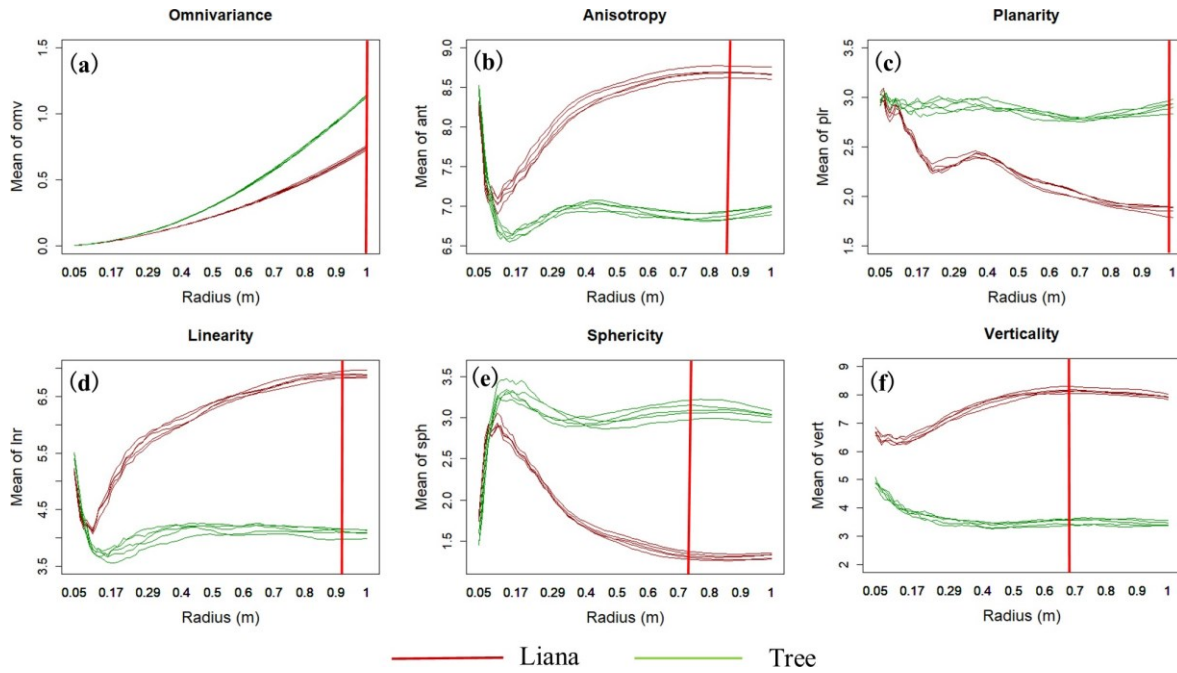 Omnivariance
(a)
Mean of omv
1.5
1.0
0.5
0.0
0.05 0.17 0.29 0.4 0.5 0.6 0.7 0.8 0.9 1
Radius (m)
Anisotropy
(b)
Mean of ant
9.0
8.5
8.0
7.5
7.0
6.5
0.05 0.17 0.29 0.4 0.5 0.6 0.7 0.8 0.9 1
Radius (m)
Planarity
(c)
Mean of plr
3.5
3.0
2.5
2.0
1.5
0.05 0.17 0.29 0.4 0.5 0.6 0.7 0.8 0.9 1
Radius (m)
Linearity
(d)
Mean of lnr
6.5
5.5
4.5
3.5
0.05 0.17 0.29 0.4 0.5 0.6 0.7 0.8 0.9 1
Radius (m)
Sphericity
(e)
Mean of sph
3.5
3.0
2.5
2.0
1.5
0.05 0.17 0.29 0.4 0.5 0.6 0.7 0.8 0.9 1
Radius (m)
Verticality
(f)
Mean of vert
9
8
7
6
5
4
3
2
0.05 0.17 0.29 0.4 0.5 0.6 0.7 0.8 0.9 1
Radius (m)
Liana
Tree